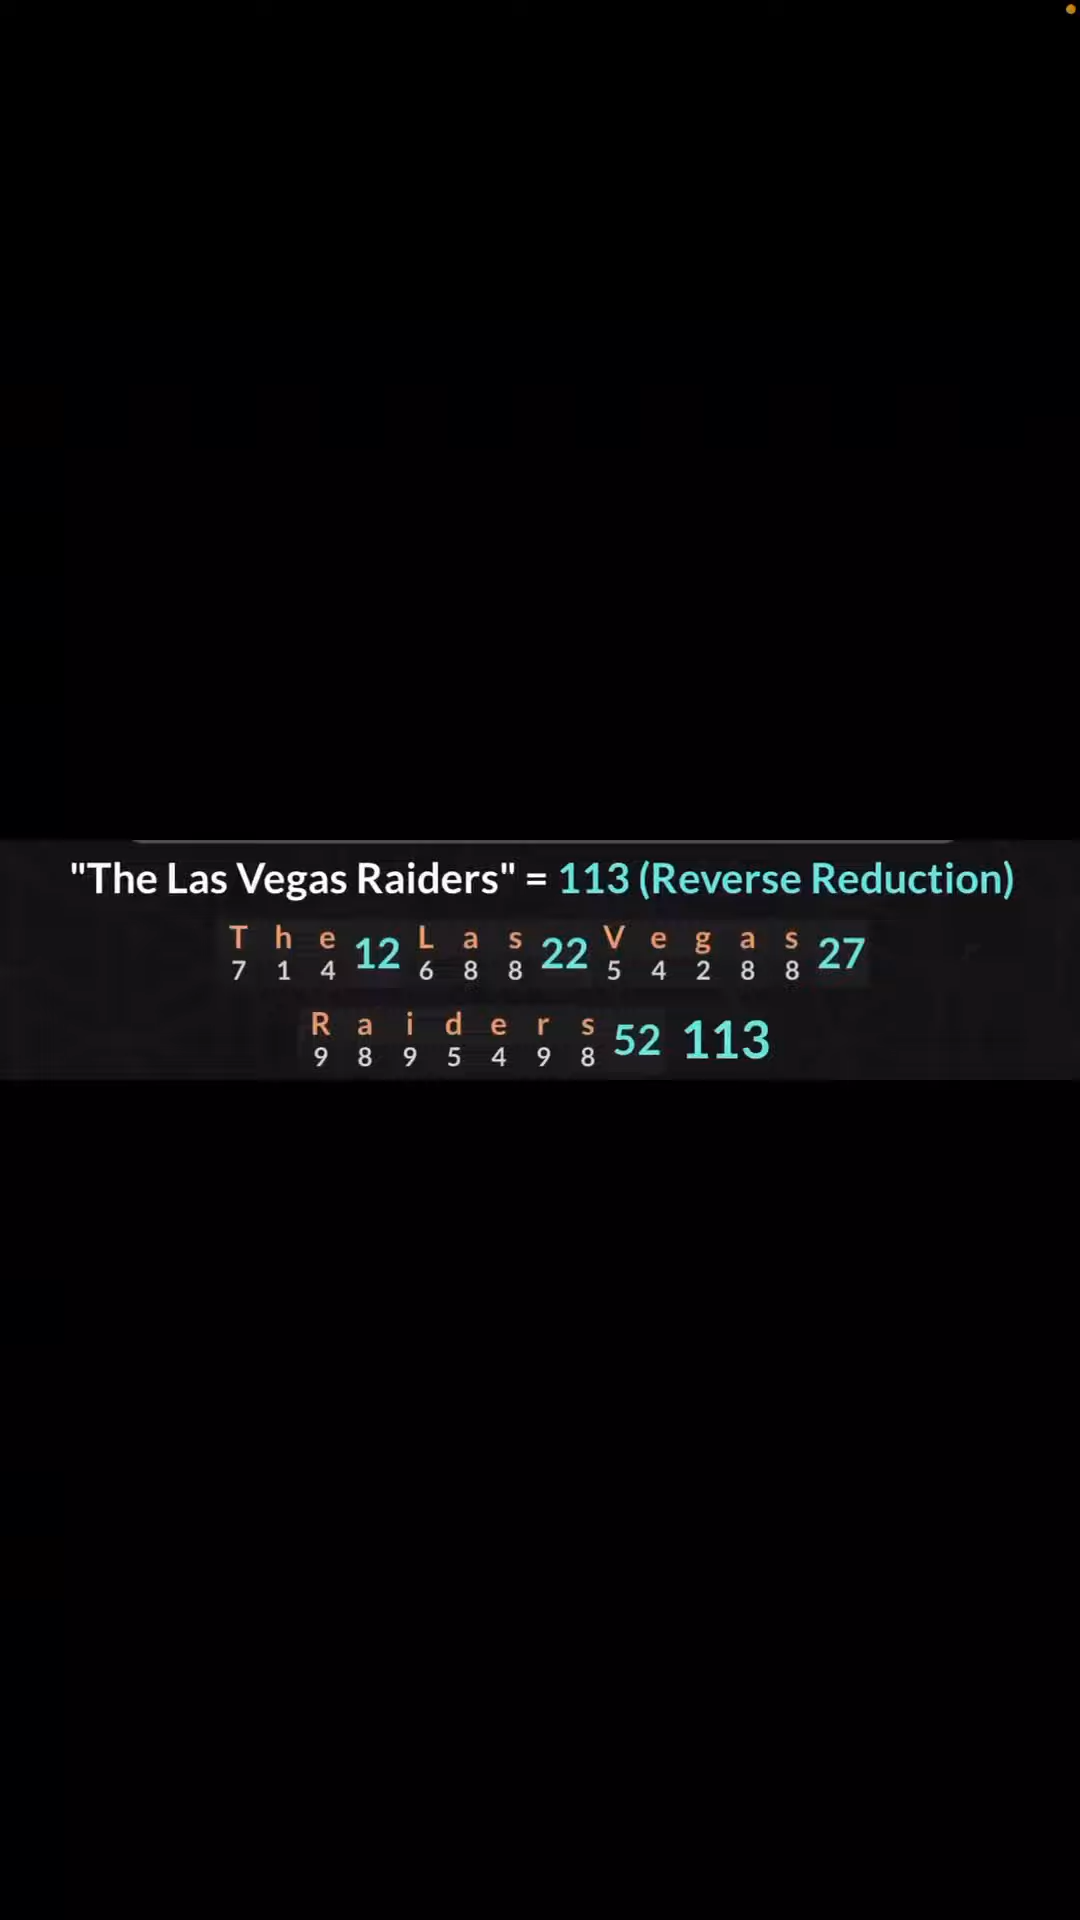 "The Las Vegas Raiders" = 113 (Reverse Reduction)
T h e 12 L a s 22 V e g a s 27
7 1 4 6 8 8 5 4 2 8 8
R a i d e r s 52 113
9 8 9 5 4 9 8